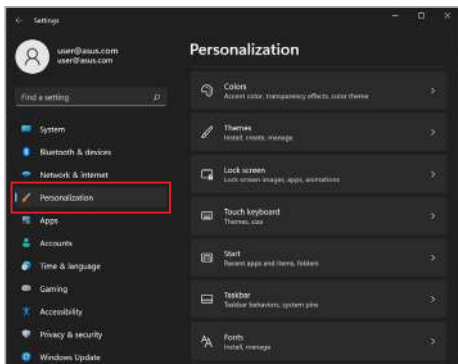 Settings
user@asus.com
user@asus.com
Find a setting
System
Bluetooth & devices
Network & internet
Personalization
Apps
Accounts
Time & language
Gaming
Accessibility
Privacy & security
Windows Update
Personalization
Colors
Accent color, transparency effects, color theme
Themes
Install, create, manage
Lock screen
Lock screen images, apps, animations
Touch keyboard
Themes, size
Start
Recent apps and items, folders
Taskbar
Taskbar behaviors, system pins
Fonts
Install, manage